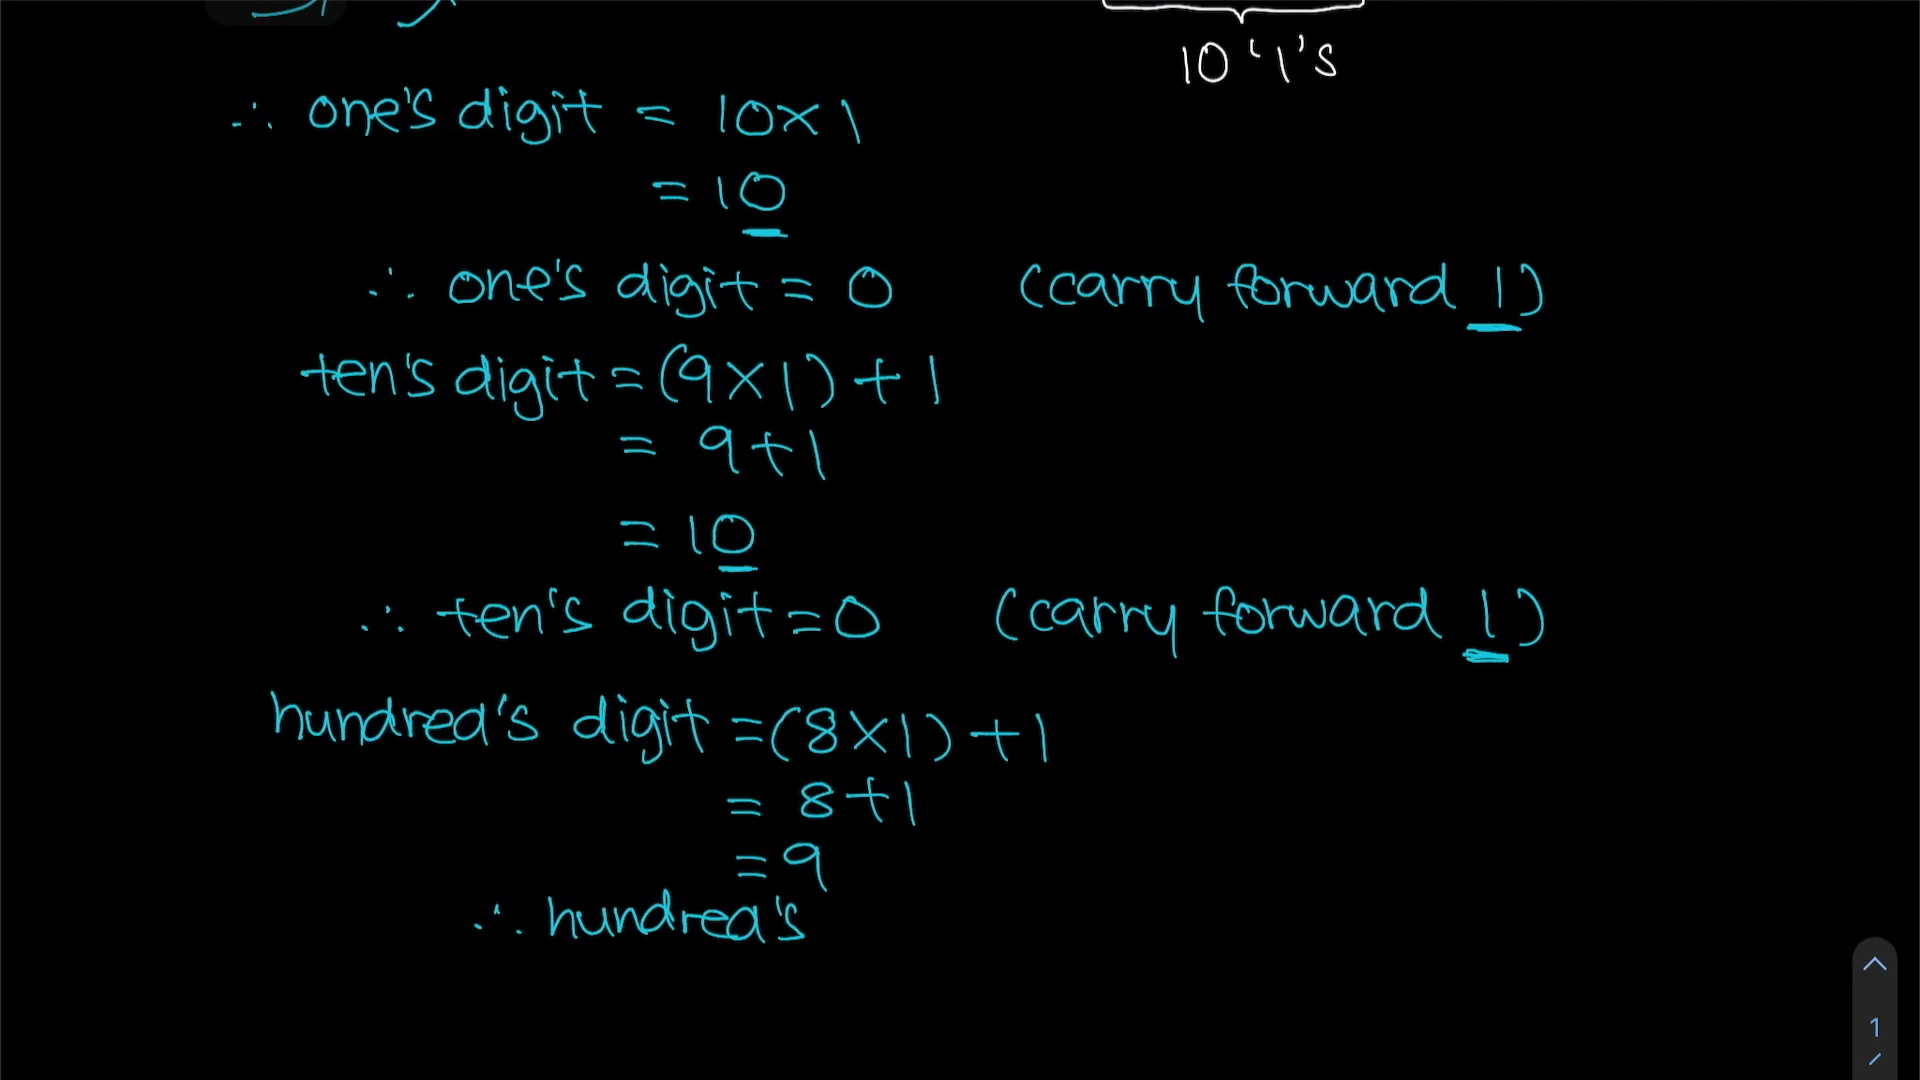 10 '1's
∴ one's digit = 10 × 1
= 10
∴ one's digit = 0 (carry forward 1)
ten's digit = (9 × 1) + 1
= 9 + 1
= 10
∴ ten's digit = 0 (carry forward 1)
hundred's digit = (8 × 1) + 1
= 8 + 1
= 9
∴ hundred's
1